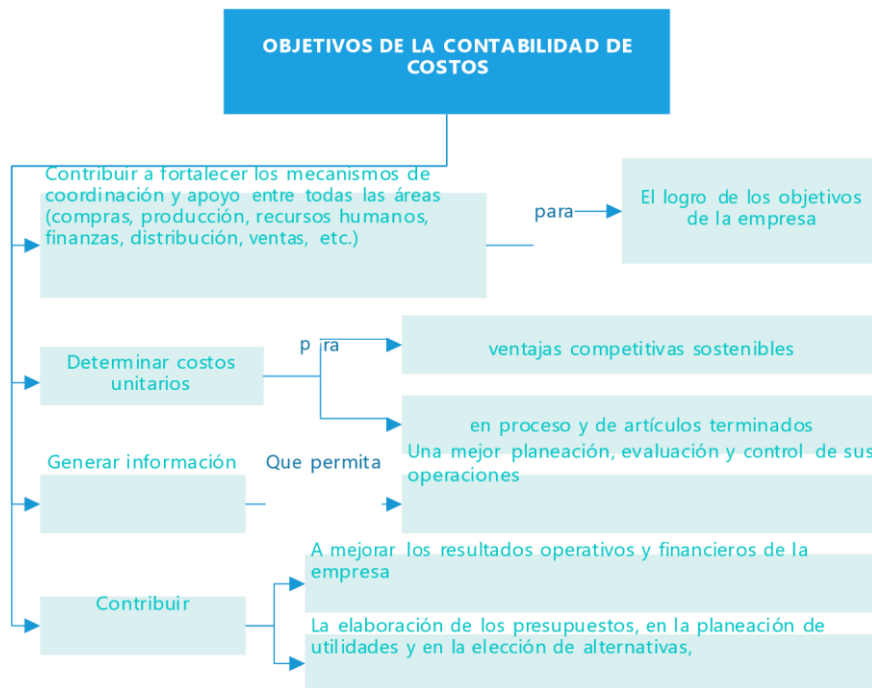 OBJETIVOS DE LA CONTABILIDAD DE
COSTOS
Contribuir a fortalecer los mecanismos de
coordinación y apoyo entre todas las áreas
(compras, producción, recursos humanos,
finanzas, distribución, ventas, etc.)
para
El logro de los objetivos
de la empresa
Determinar costos
unitarios
para
ventajas competitivas sostenibles
en proceso y de artículos terminados
Generar información
Que permita
Una mejor planeación, evaluación y control de sus
operaciones
Contribuir
A mejorar los resultados operativos y financieros de la
empresa
La elaboración de los presupuestos, en la planeación de
utilidades y en la elección de alternativas,